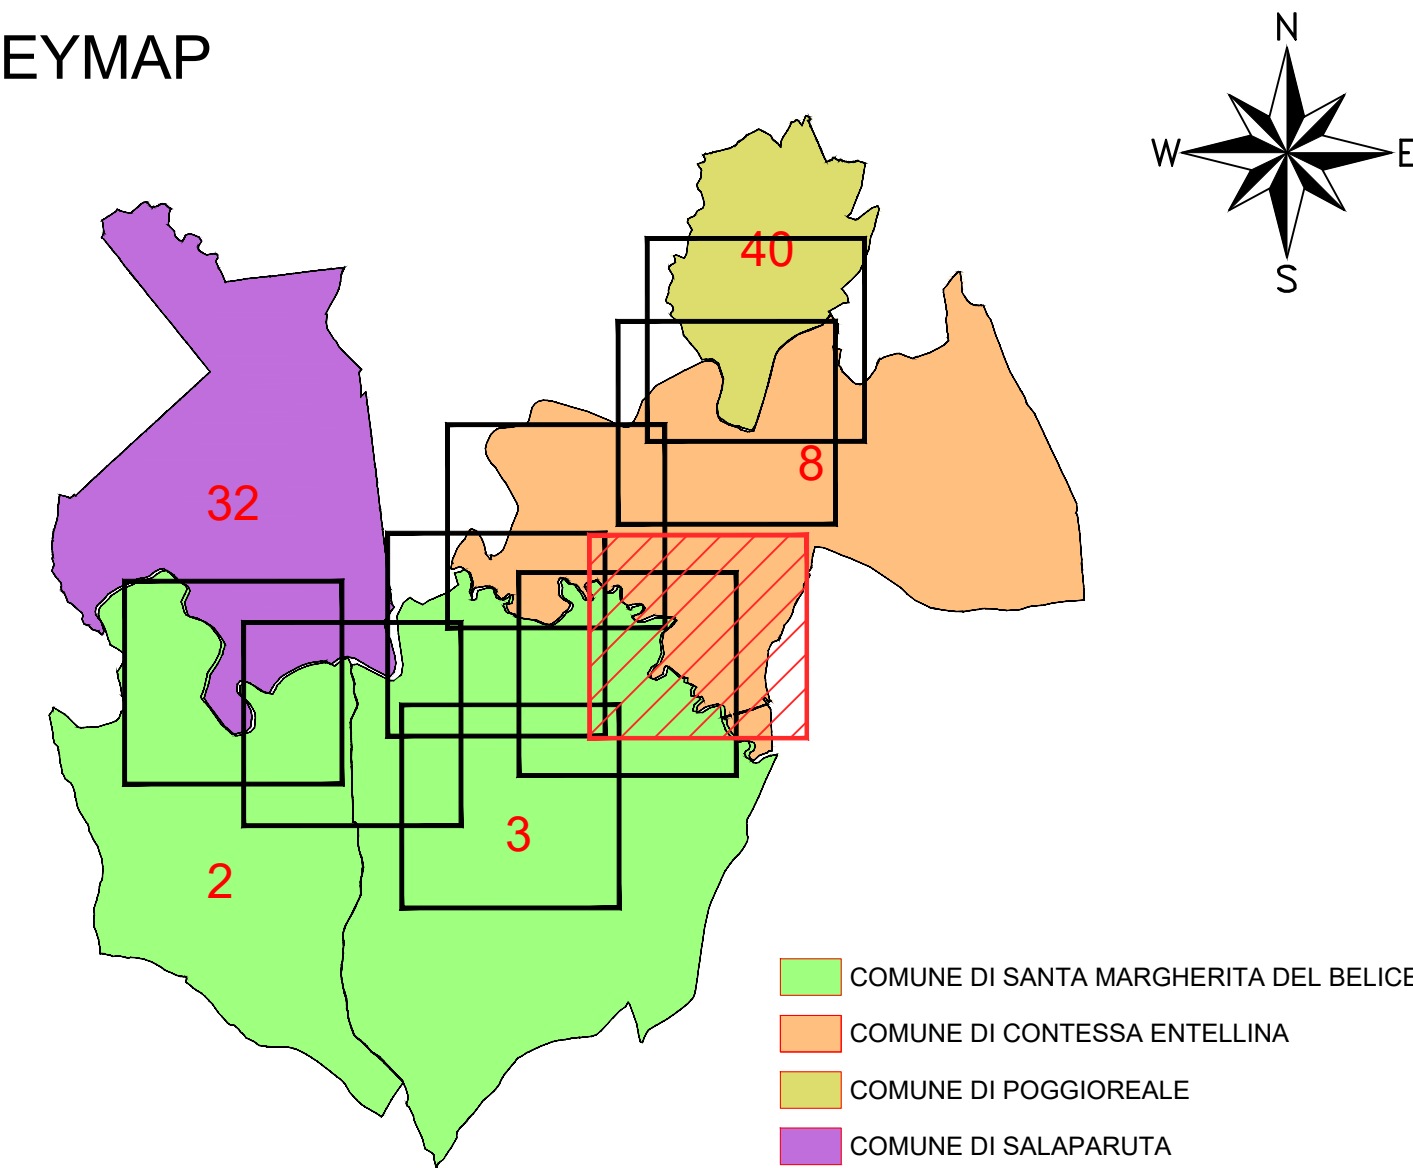 EYMAP
N
W
E
S
40
8
32
3
2
COMUNE DI SANTA MARGHERITA DEL BELICE
COMUNE DI CONTESSA ENTELLINA
COMUNE DI POGGIOREALE
COMUNE DI SALAPARUTA